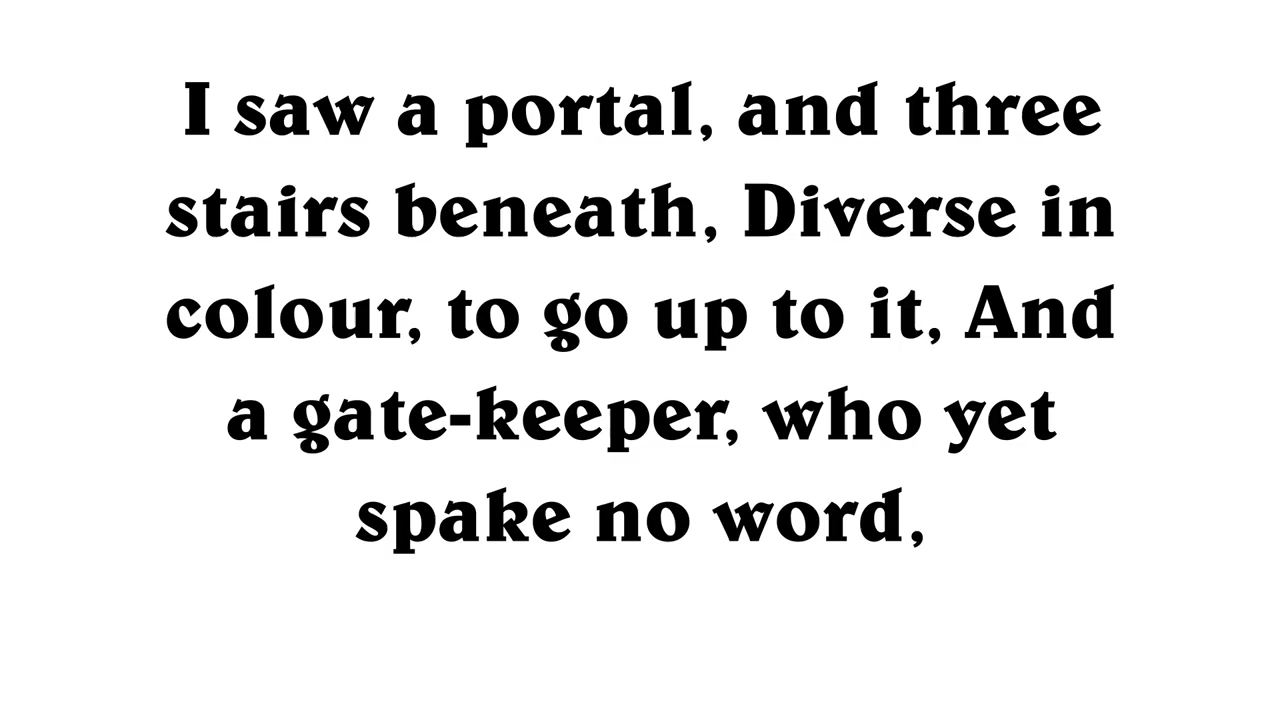 I saw a portal, and three
stairs beneath, Diverse in
colour, to go up to it, And
a gate-keeper, who yet
spake no word,